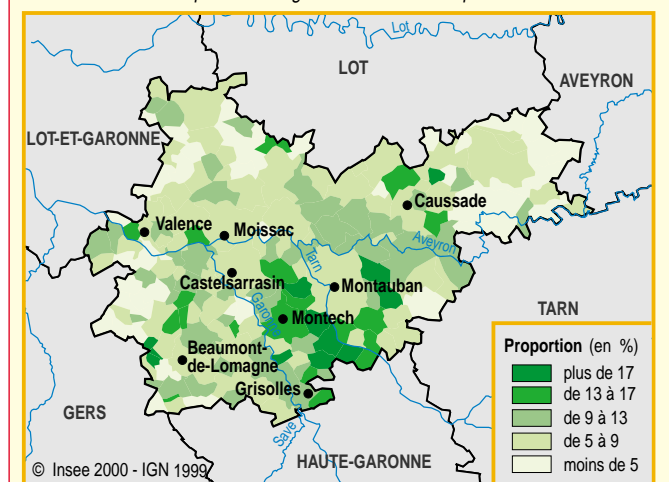 Lot
LOT
AVEYRON
LOT-ET-GARONNE
Caussade
Valence
Moissac
Aveyron
Tarn
Castelsarrasin
Montauban
Garonne
TARN
Montech
Proportion (en %)
Beaumont-
de-Lomagne
plus de 17
de 13 à 17
Grisolles
de 9 à 13
GERS
de 5 à 9
Save
HAUTE-GARONNE
moins de 5
© Insee 2000 - IGN 1999